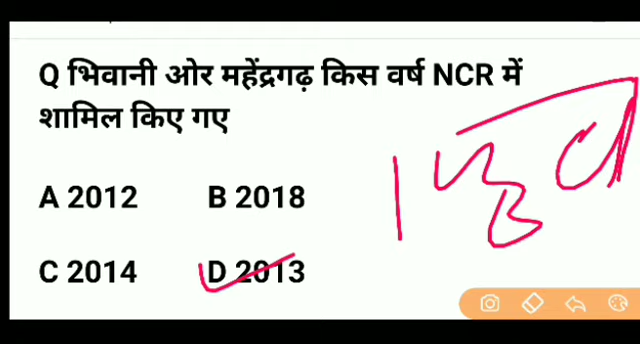 Q भिवानी ओर महेंद्रगढ़ किस वर्ष NCR में
शामिल किए गए
A 2012 B 2018
C 2014 D 2013